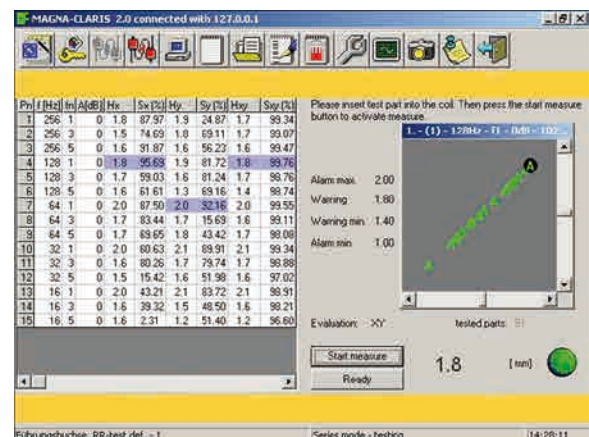 MAGNA-CLARIS 2.0 connected with 127.0.0.1
Pn f [Hz] In A[dB] Hx Sx (%) Hy. Sy (%) Hxy Sxy (%)
1 256 1 0 1.8 87.97 1.9 24.87 1.7 99.34
2 256 3 0 1.5 74.69 1.8 69.11 1.7 99.07
3 256 5 0 1.6 91.87 1.6 56.23 1.6 99.47
4 128 1 0 1.8 95.69 1.9 81.72 1.8 99.76
5 128 3 0 1.7 59.03 1.6 81.24 1.7 98.76
6 128 5 0 1.6 61.61 1.3 69.16 1.4 98.74
7 64 1 0 2.0 87.50 2.0 92.16 2.0 99.55
8 64 3 0 1.7 83.44 1.7 15.69 1.6 99.11
9 64 5 0 1.7 69.65 1.8 43.42 1.7 98.08
10 32 1 0 2.0 60.63 2.1 89.91 2.1 99.34
11 32 3 0 1.6 80.26 1.7 79.74 1.7 98.88
12 32 5 0 1.5 15.42 1.6 51.98 1.6 97.02
13 16 1 0 2.0 43.21 2.1 83.72 2.1 98.91
14 16 3 0 1.6 39.32 1.5 48.50 1.6 98.21
15 16 5 0 1.6 2.31 1.2 51.40 1.2 96.60
Please insert test part into the coil. Then press the start measure
button to activate measure.
1. - (1) - 128Hz - I1 - 0dB - 102...
A
Alarm max. 2.00
Warning 1.80
Warning min. 1.40
Alarm min 1.00
Evaluation: XY tested parts:
Start measure
1.8 [mm]
Ready
Führungsbuchse, RR-test def. - 1
Series mode - testing
14:28:11